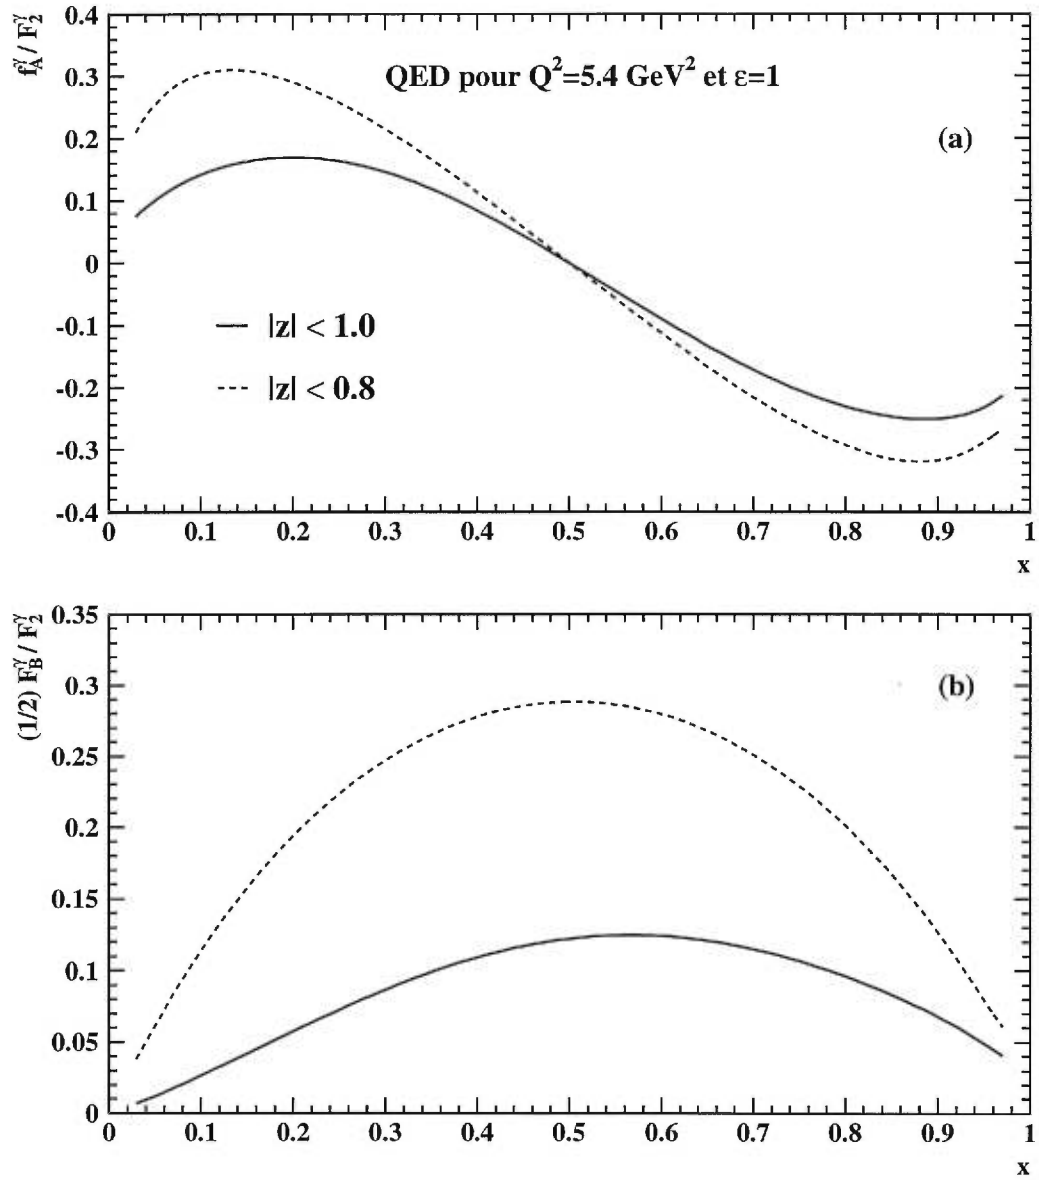 f_A^γ / F_2^γ
0.4
0.3
0.2
0.1
0
-0.1
-0.2
-0.3
-0.4
QED pour Q²=5.4 GeV² et ε=1
(a)
|z| < 1.0
|z| < 0.8
0 0.1 0.2 0.3 0.4 0.5 0.6 0.7 0.8 0.9 1
x
(1/2) F_B^γ / F_2^γ
0.35
0.3
0.25
0.2
0.15
0.1
0.05
0
(b)
0 0.1 0.2 0.3 0.4 0.5 0.6 0.7 0.8 0.9 1
x